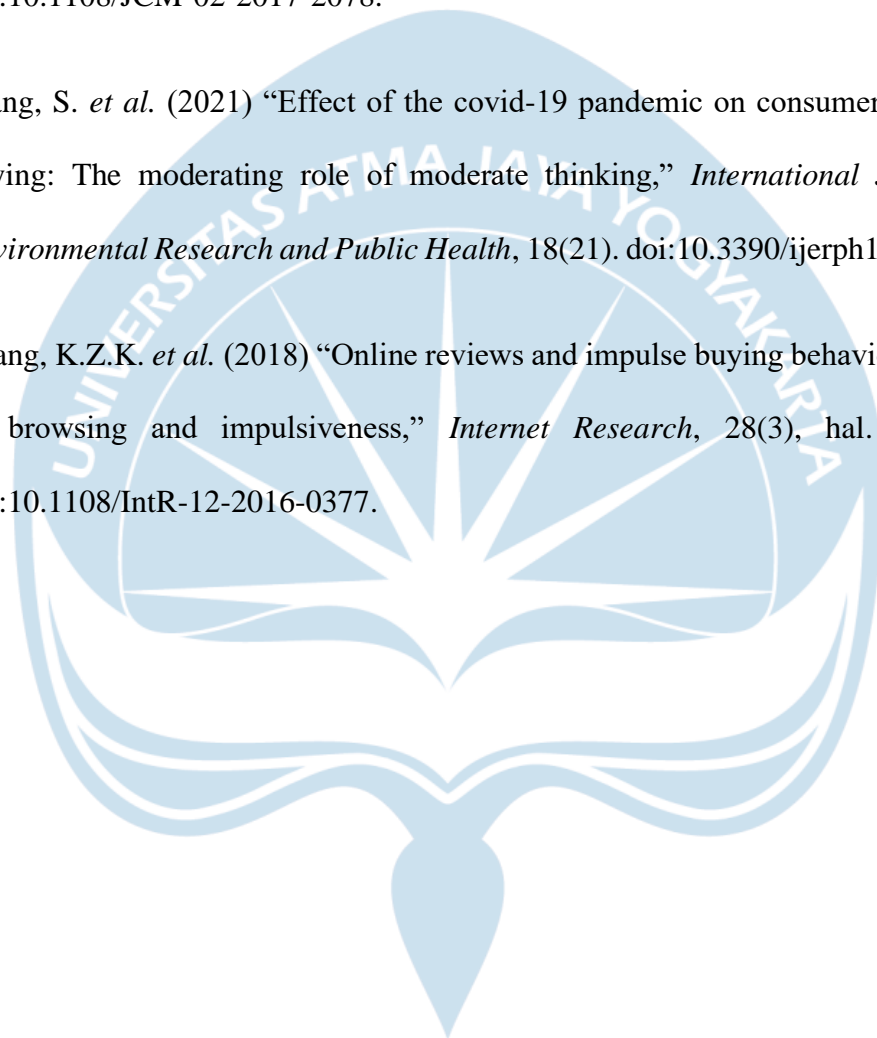 :10.1108/JCM-02-2017-2078.
ang, S. et al. (2021) “Effect of the covid-19 pandemic on consumer
ying: The moderating role of moderate thinking,” International
vironmental Research and Public Health, 18(21). doi:10.3390/ijerph1
ang, K.Z.K. et al. (2018) “Online reviews and impulse buying behavi
browsing and impulsiveness,” Internet Research, 28(3), hal.
:10.1108/IntR-12-2016-0377.
UNIVERSITAS ATMA JAYA YOGYAKARTA